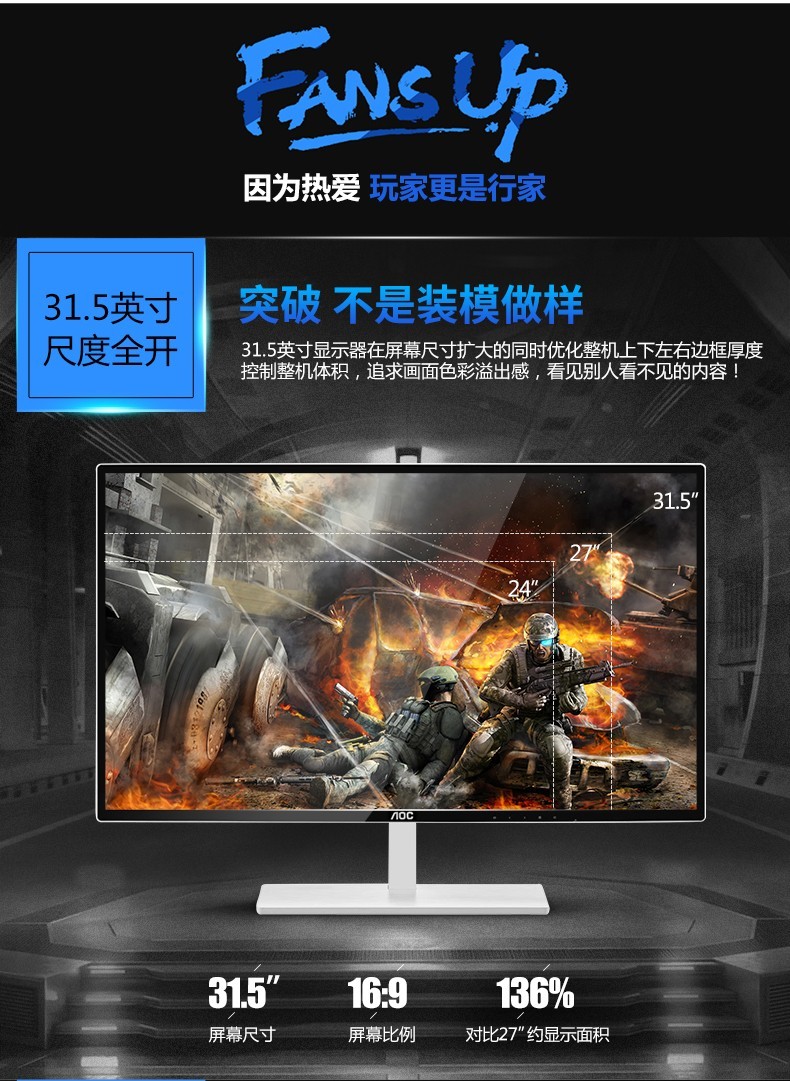 FANS UP
因为热爱 玩家更是行家
31.5英寸
尺度全开
突破 不是装模做样
31.5英寸显示器在屏幕尺寸扩大的同时优化整机上下左右边框厚度
控制整机体积，追求画面色彩溢出感，看见别人看不见的内容！
31.5"
27"
24"
AOC
31.5" 16:9 136%
屏幕尺寸 屏幕比例 对比27"约显示面积